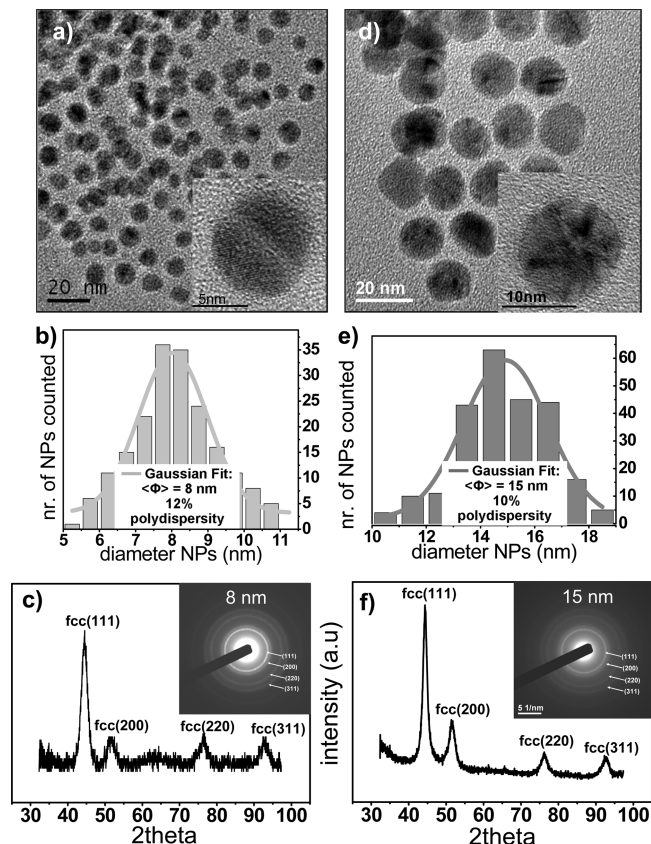 a)
20 nm
5nm
d)
20 nm
10nm
b)
nr. of NPs counted
35
30
25
20
15
10
5
0
Gaussian Fit:
<Φ> = 8 nm
12%
polydispersity
5 6 7 8 9 10 11
diameter NPs (nm)
e)
nr. of NPs counted
60
50
40
30
20
10
0
Gaussian Fit:
<Φ> = 15 nm
10%
polydispersity
10 12 14 16 18
diameter NPs (nm)
c)
8 nm
fcc(111)
(111)
(200)
(220)
(311)
fcc(200)
fcc(220)
fcc(311)
30 40 50 60 70 80 90 100
2theta
intensity (a.u)
f)
15 nm
fcc(111)
(111)
(200)
(220)
(311)
5 1/nm
fcc(200)
fcc(220)
fcc(311)
30 40 50 60 70 80 90 100
2theta